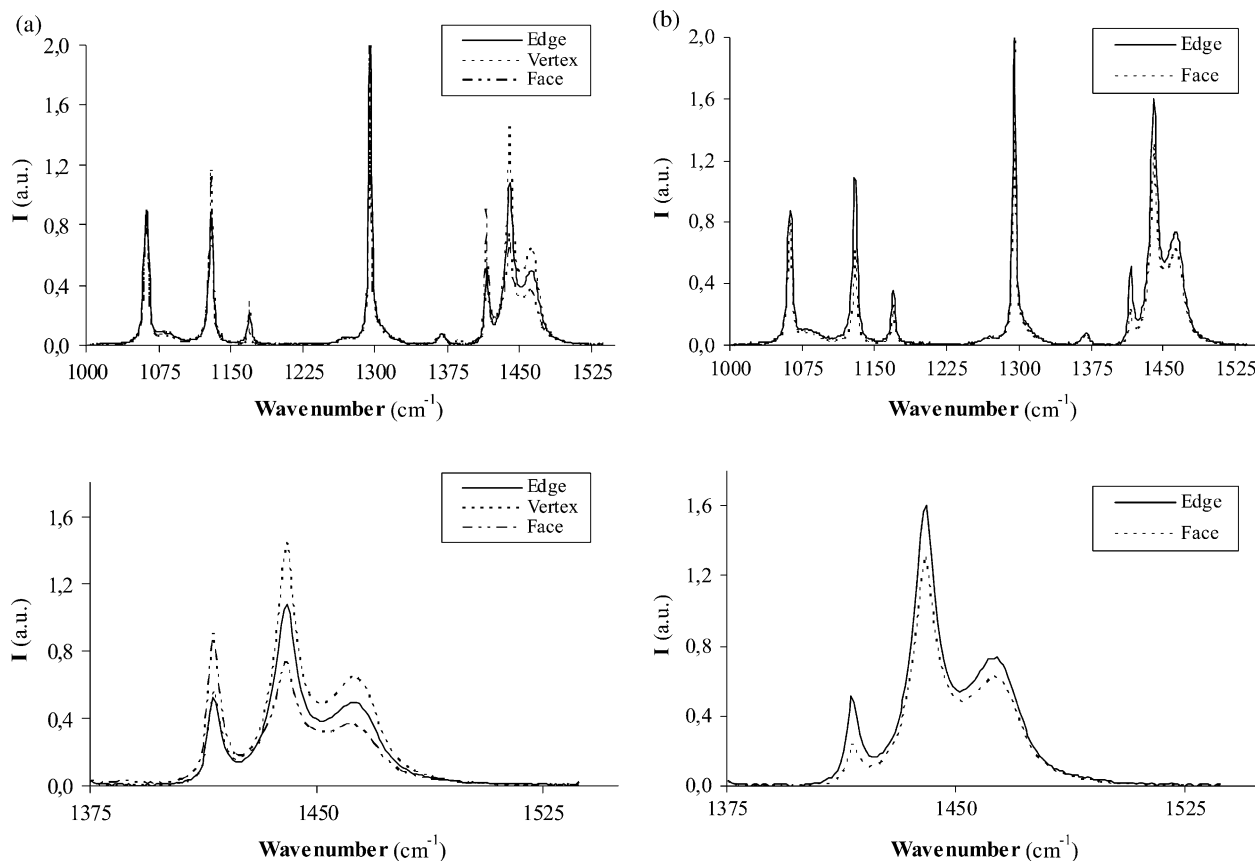 (a)
2,0
1,6
1,2
0,8
0,4
0,0
I (a.u.)
1000 1075 1150 1225 1300 1375 1450 1525
Wavenumber (cm-1)
Edge
Vertex
Face
(b)
2,0
1,6
1,2
0,8
0,4
0,0
I (a.u.)
1000 1075 1150 1225 1300 1375 1450 1525
Wavenumber (cm-1)
Edge
Face
1,6
1,2
0,8
0,4
0,0
I (a.u.)
1375 1450 1525
Wavenumber (cm-1)
Edge
Vertex
Face
1,6
1,2
0,8
0,4
0,0
I (a.u.)
1375 1450 1525
Wavenumber (cm-1)
Edge
Face